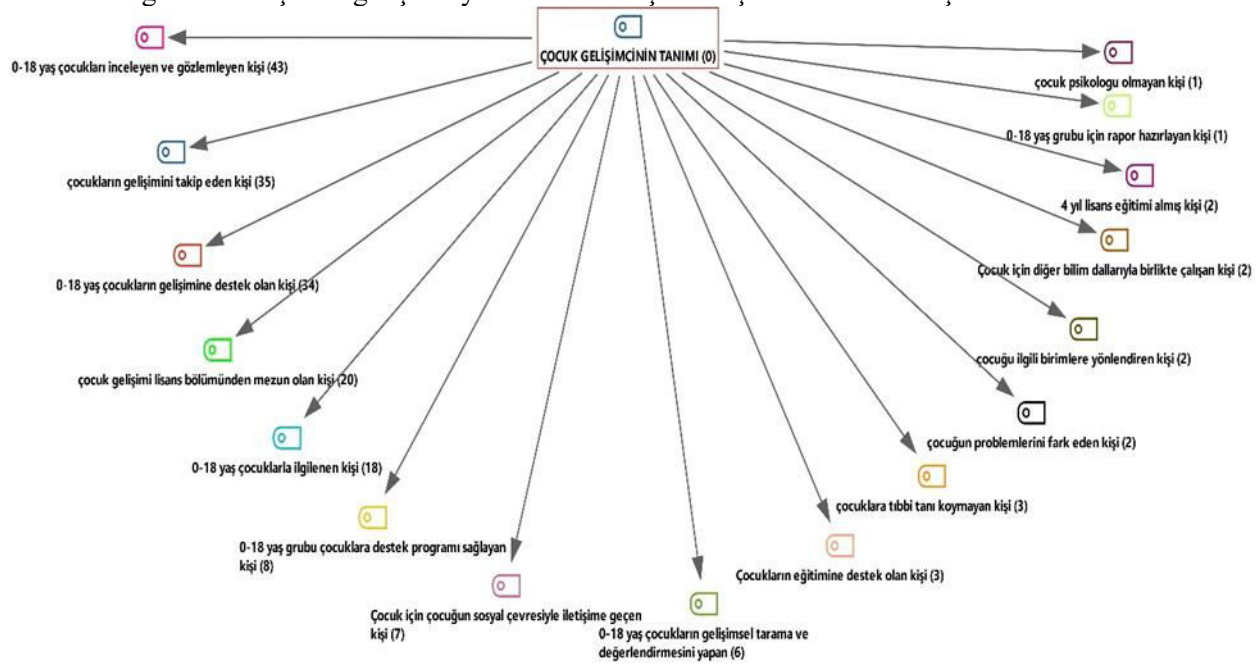 ÇOCUK GELİŞİMCİNİN TANIMI (0)
0-18 yaş çocukları inceleyen ve gözlemleyen kişi (43)
çocukların gelişimini takip eden kişi (35)
0-18 yaş çocukların gelişimine destek olan kişi (34)
çocuk gelişimi lisans bölümünden mezun olan kişi (20)
0-18 yaş çocuklarla ilgilenen kişi (18)
0-18 yaş grubu çocuklara destek programı sağlayan
kişi (8)
Çocuk için çocuğun sosyal çevresiyle iletişime geçen
kişi (7)
0-18 yaş çocukların gelişimsel tarama ve
değerlendirmesini yapan (6)
Çocukların eğitimine destek olan kişi (3)
çocuklara tıbbi tanı koymayan kişi (3)
çocuğun problemlerini fark eden kişi (2)
çocuğu ilgili birimlere yönlendiren kişi (2)
Çocuk için diğer bilim dallarıyla birlikte çalışan kişi (2)
4 yıl lisans eğitimi almış kişi (2)
0-18 yaş grubu için rapor hazırlayan kişi (1)
çocuk psikologu olmayan kişi (1)